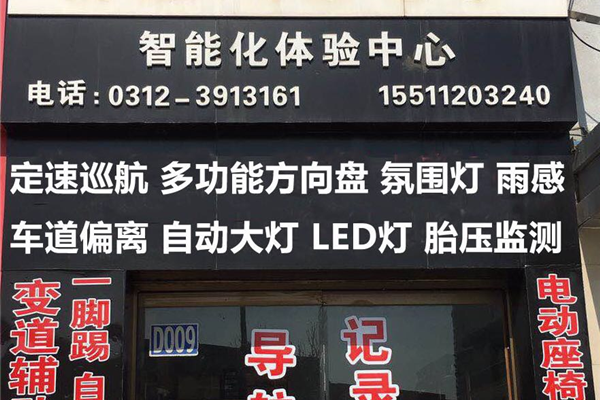 智能化体验中心
电话：0312-3913161 15511203240
定速巡航 多功能方向盘 氛围灯 雨感
车道偏离 自动大灯 LED灯 胎压监测
变道辅助
一脚踢 自
D009
导航
记录
电动座椅